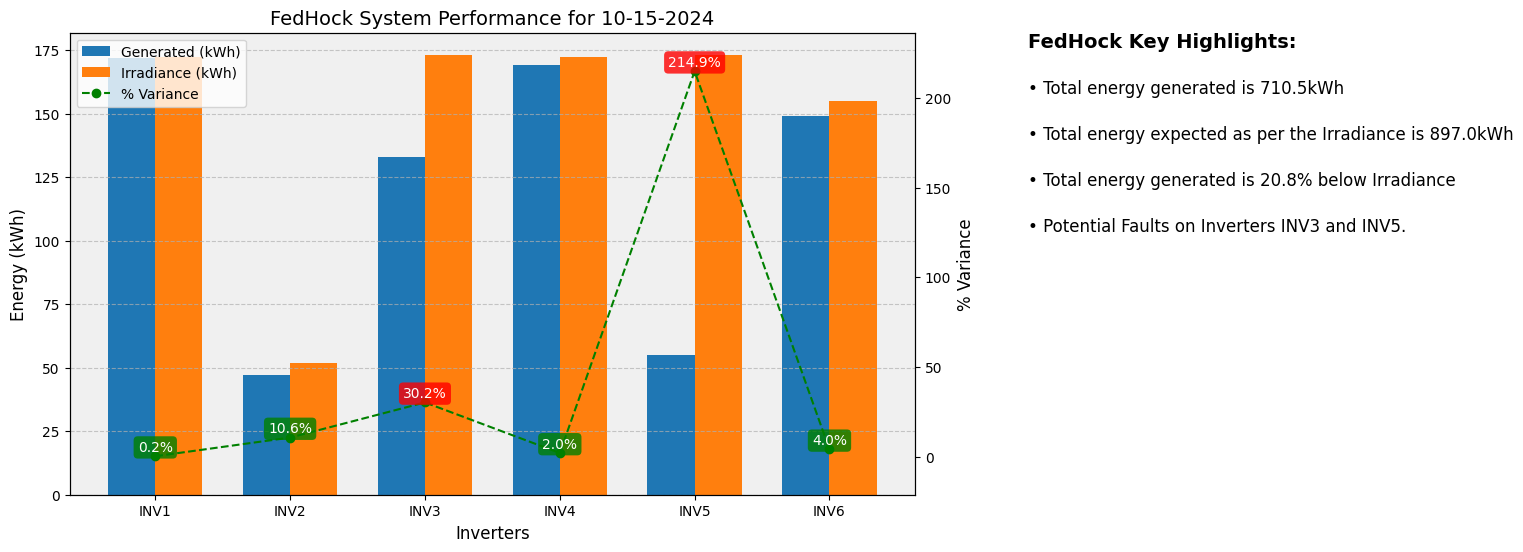 FedHock System Performance for 10-15-2024
Generated (kWh)
Irradiance (kWh)
% Variance
Energy (kWh)
175
150
125
100
75
50
25
0
0.2%
10.6%
30.2%
2.0%
214.9%
4.0%
200
150
100
50
0
% Variance
INV1 INV2 INV3 INV4 INV5 INV6
Inverters
FedHock Key Highlights:
• Total energy generated is 710.5kWh
• Total energy expected as per the Irradiance is 897.0kWh
• Total energy generated is 20.8% below Irradiance
• Potential Faults on Inverters INV3 and INV5.